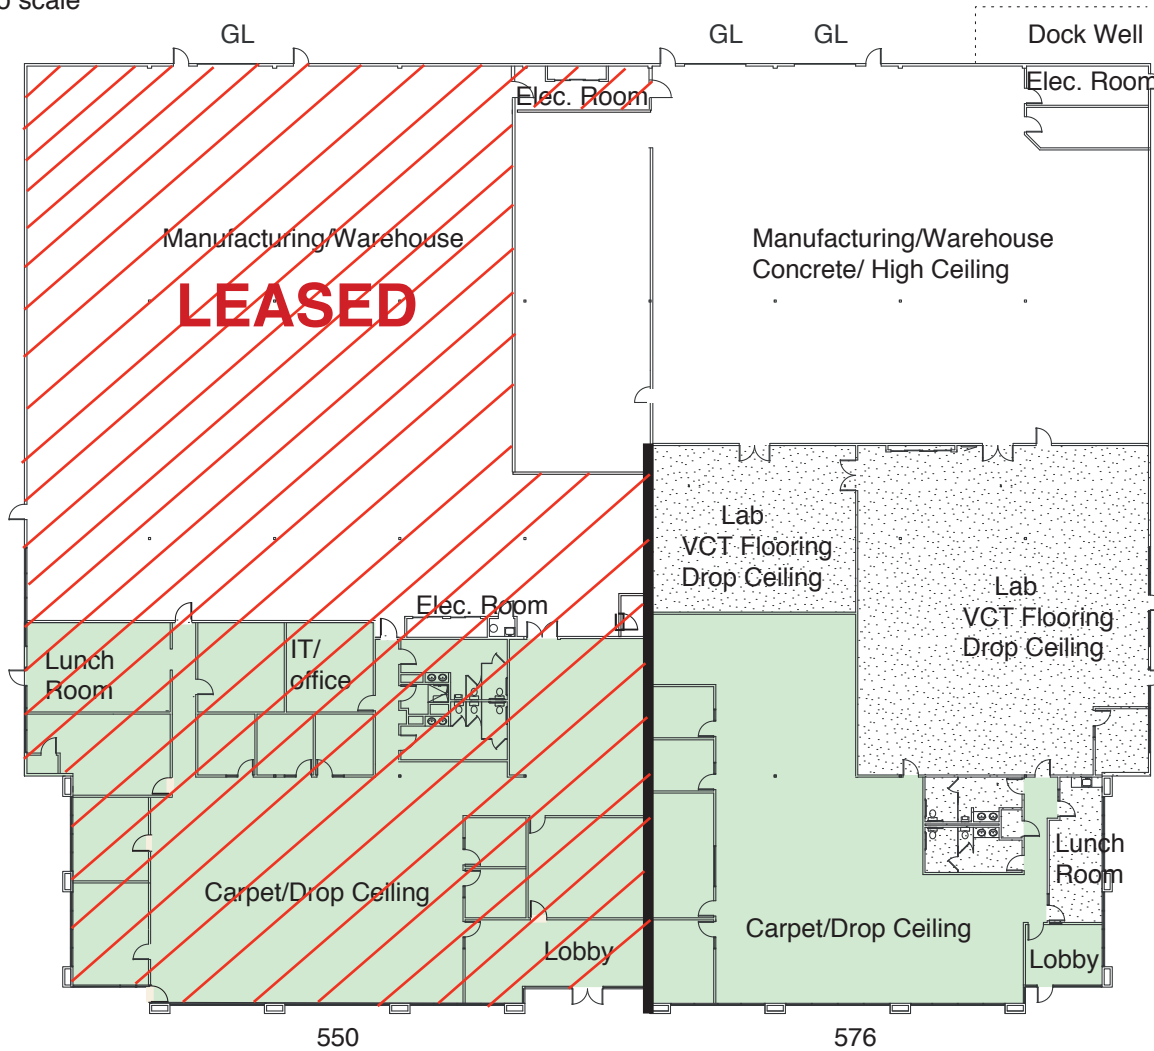 o scale
GL
GL
GL
Dock Well
Elec. Room
Elec. Room
Manufacturing/Warehouse
LEASED
Manufacturing/Warehouse
Concrete/ High Ceiling
Lab
VCT Flooring
Drop Ceiling
Lab
VCT Flooring
Drop Ceiling
Elec. Room
Lunch
Room
IT/
office
Lunch
Room
Carpet/Drop Ceiling
Carpet/Drop Ceiling
Lobby
Lobby
550
576